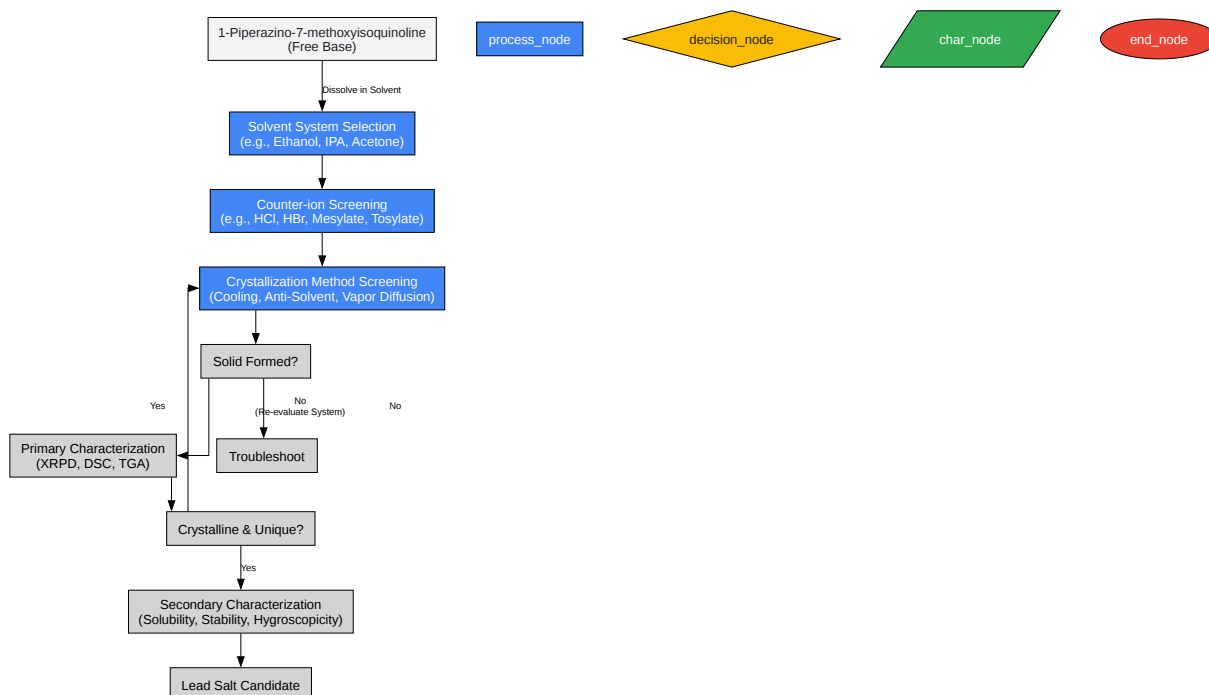 1-Piperazino-7-methoxyisoquinoline
(Free Base)
process_node
decision_node
char_node
end_node
Dissolve in Solvent
Solvent System Selection
(e.g., Ethanol, IPA, Acetone)
Counter-ion Screening
(e.g., HCl, HBr, Mesylate, Tosylate)
Crystallization Method Screening
(Cooling, Anti-Solvent, Vapor Diffusion)
Solid Formed?
Yes
No
(Re-evaluate System)
No
Primary Characterization
(XRPD, DSC, TGA)
Troubleshoot
Crystalline & Unique?
Yes
Secondary Characterization
(Solubility, Stability, Hygroscopicity)
Lead Salt Candidate